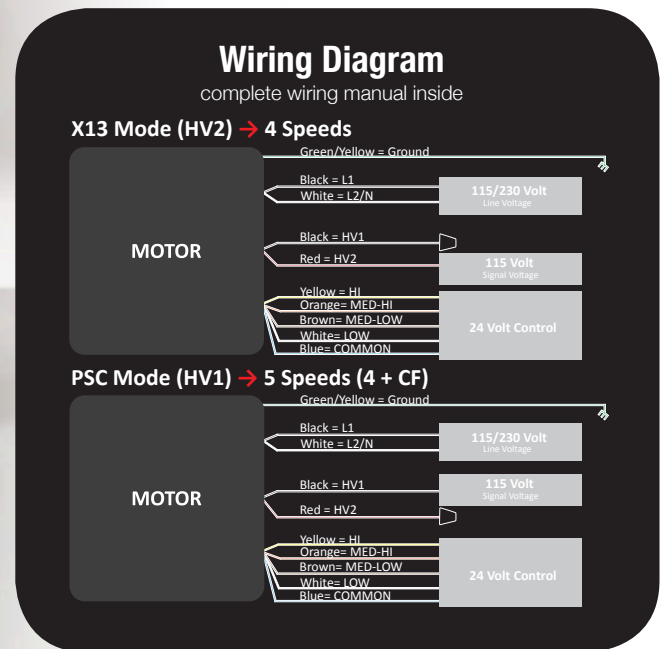 Wiring Diagram
complete wiring manual inside
X13 Mode (HV2) → 4 Speeds
Green/Yellow = Ground
Black = L1
White = L2/N
115/230 Volt
Line Voltage
MOTOR
Black = HV1
Red = HV2
115 Volt
Signal Voltage
Yellow = HI
Orange= MED-HI
Brown= MED-LOW
White= LOW
Blue= COMMON
24 Volt Control
PSC Mode (HV1) → 5 Speeds (4 + CF)
Green/Yellow = Ground
Black = L1
White = L2/N
115/230 Volt
Line Voltage
MOTOR
Black = HV1
Red = HV2
115 Volt
Signal Voltage
Yellow = HI
Orange= MED-HI
Brown= MED-LOW
White= LOW
Blue= COMMON
24 Volt Control